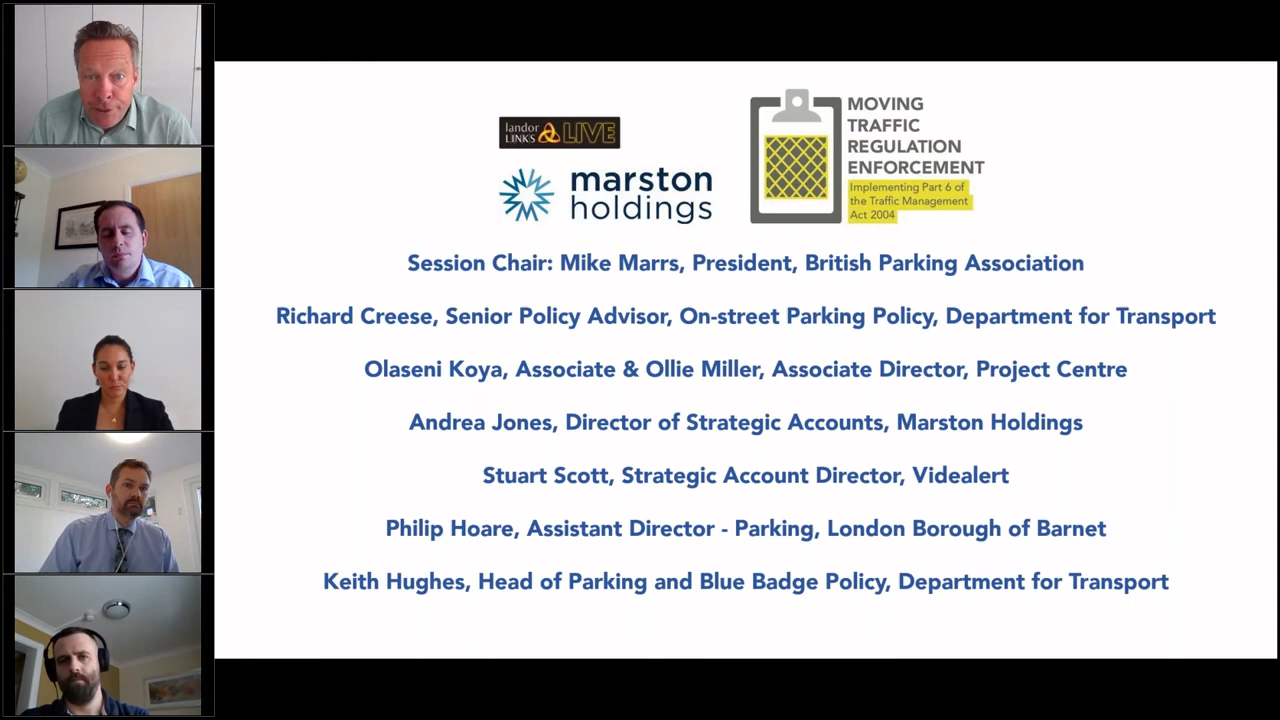 landor
LINKS LIVE
marston
holdings
MOVING
TRAFFIC
REGULATION
ENFORCEMENT
Implementing Part 6 of
the Traffic Management
Act 2004
Session Chair: Mike Marrs, President, British Parking Association
Richard Creese, Senior Policy Advisor, On-street Parking Policy, Department for Transport
Olaseni Koya, Associate & Ollie Miller, Associate Director, Project Centre
Andrea Jones, Director of Strategic Accounts, Marston Holdings
Stuart Scott, Strategic Account Director, Videalert
Philip Hoare, Assistant Director - Parking, London Borough of Barnet
Keith Hughes, Head of Parking and Blue Badge Policy, Department for Transport